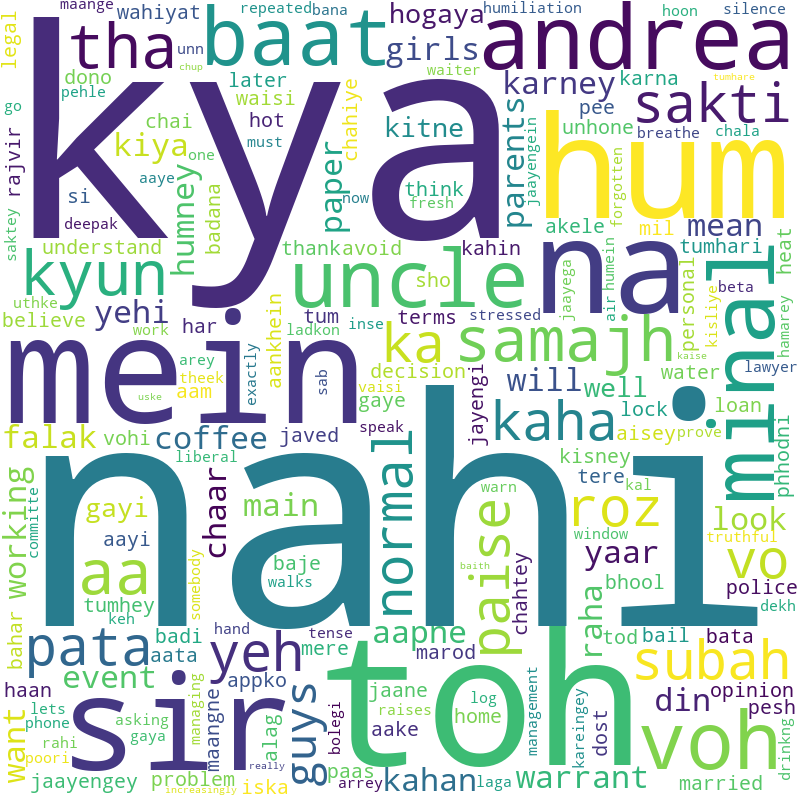 maange
wahiyat
repeated
bana
humiliation
hoon
silence
legal
tha
unn
baat
hogaya
girls
andrea
dono
chup
later
waiter
karney
karna
tumhare
go
pehle
waisi
hot
chahiye
pee
sakti
rajvir
chai
kitne
parents
unhone
breathe
chala
kiya
one
must
paper
jaayengein
forgotten
kya
hum
aaye
si
now
think
fresh
akele
mil
mean
saktey
deepak
humney
badana
understand
thankavoid
kahin
tumhari
heat
kyun
uncle
sho
na
air
humein
jaayega
personal
kisliye
minal
uthke
yehi
work
inse
tum
terms
stressed
beta
hamarey
believe
har
ladkon
aankhein
ka
samajh
lawyer
arey
exactly
kaise
mein
theek
aam
sab
decision
vaisi
gaye
will
well
water
loan
uske
jayengi
kaha
lock
prove
falak
vohi
coffee
javed
speak
aisey
phhodni
liberal
normal
kisney
tere
kal
truthful
committe
working
gayi
aayi
chaar
main
warn
roz
look
window
somebody
nahi
paise
yaar
vo
baje
walks
baith
chahtey
bhool
police
aa
tumhey
keh
raha
dekh
bahar
pata
badi
aata
hand
yeh
tense
mere
aaphe
marod
tod
bail
bata
subah
haan
event
appko
toh
jaane
log
management
kareingey
din
opinion
pesh
want
lets
phone
asking
managing
maangne
sir
guys
raises
home
dost
voh
drinkng
rahi
gaya
alag
bolegi
aake
poori
really
paas
arrey
kahan
laga
warrant
married
jaayengey
problem
increasingly
iska